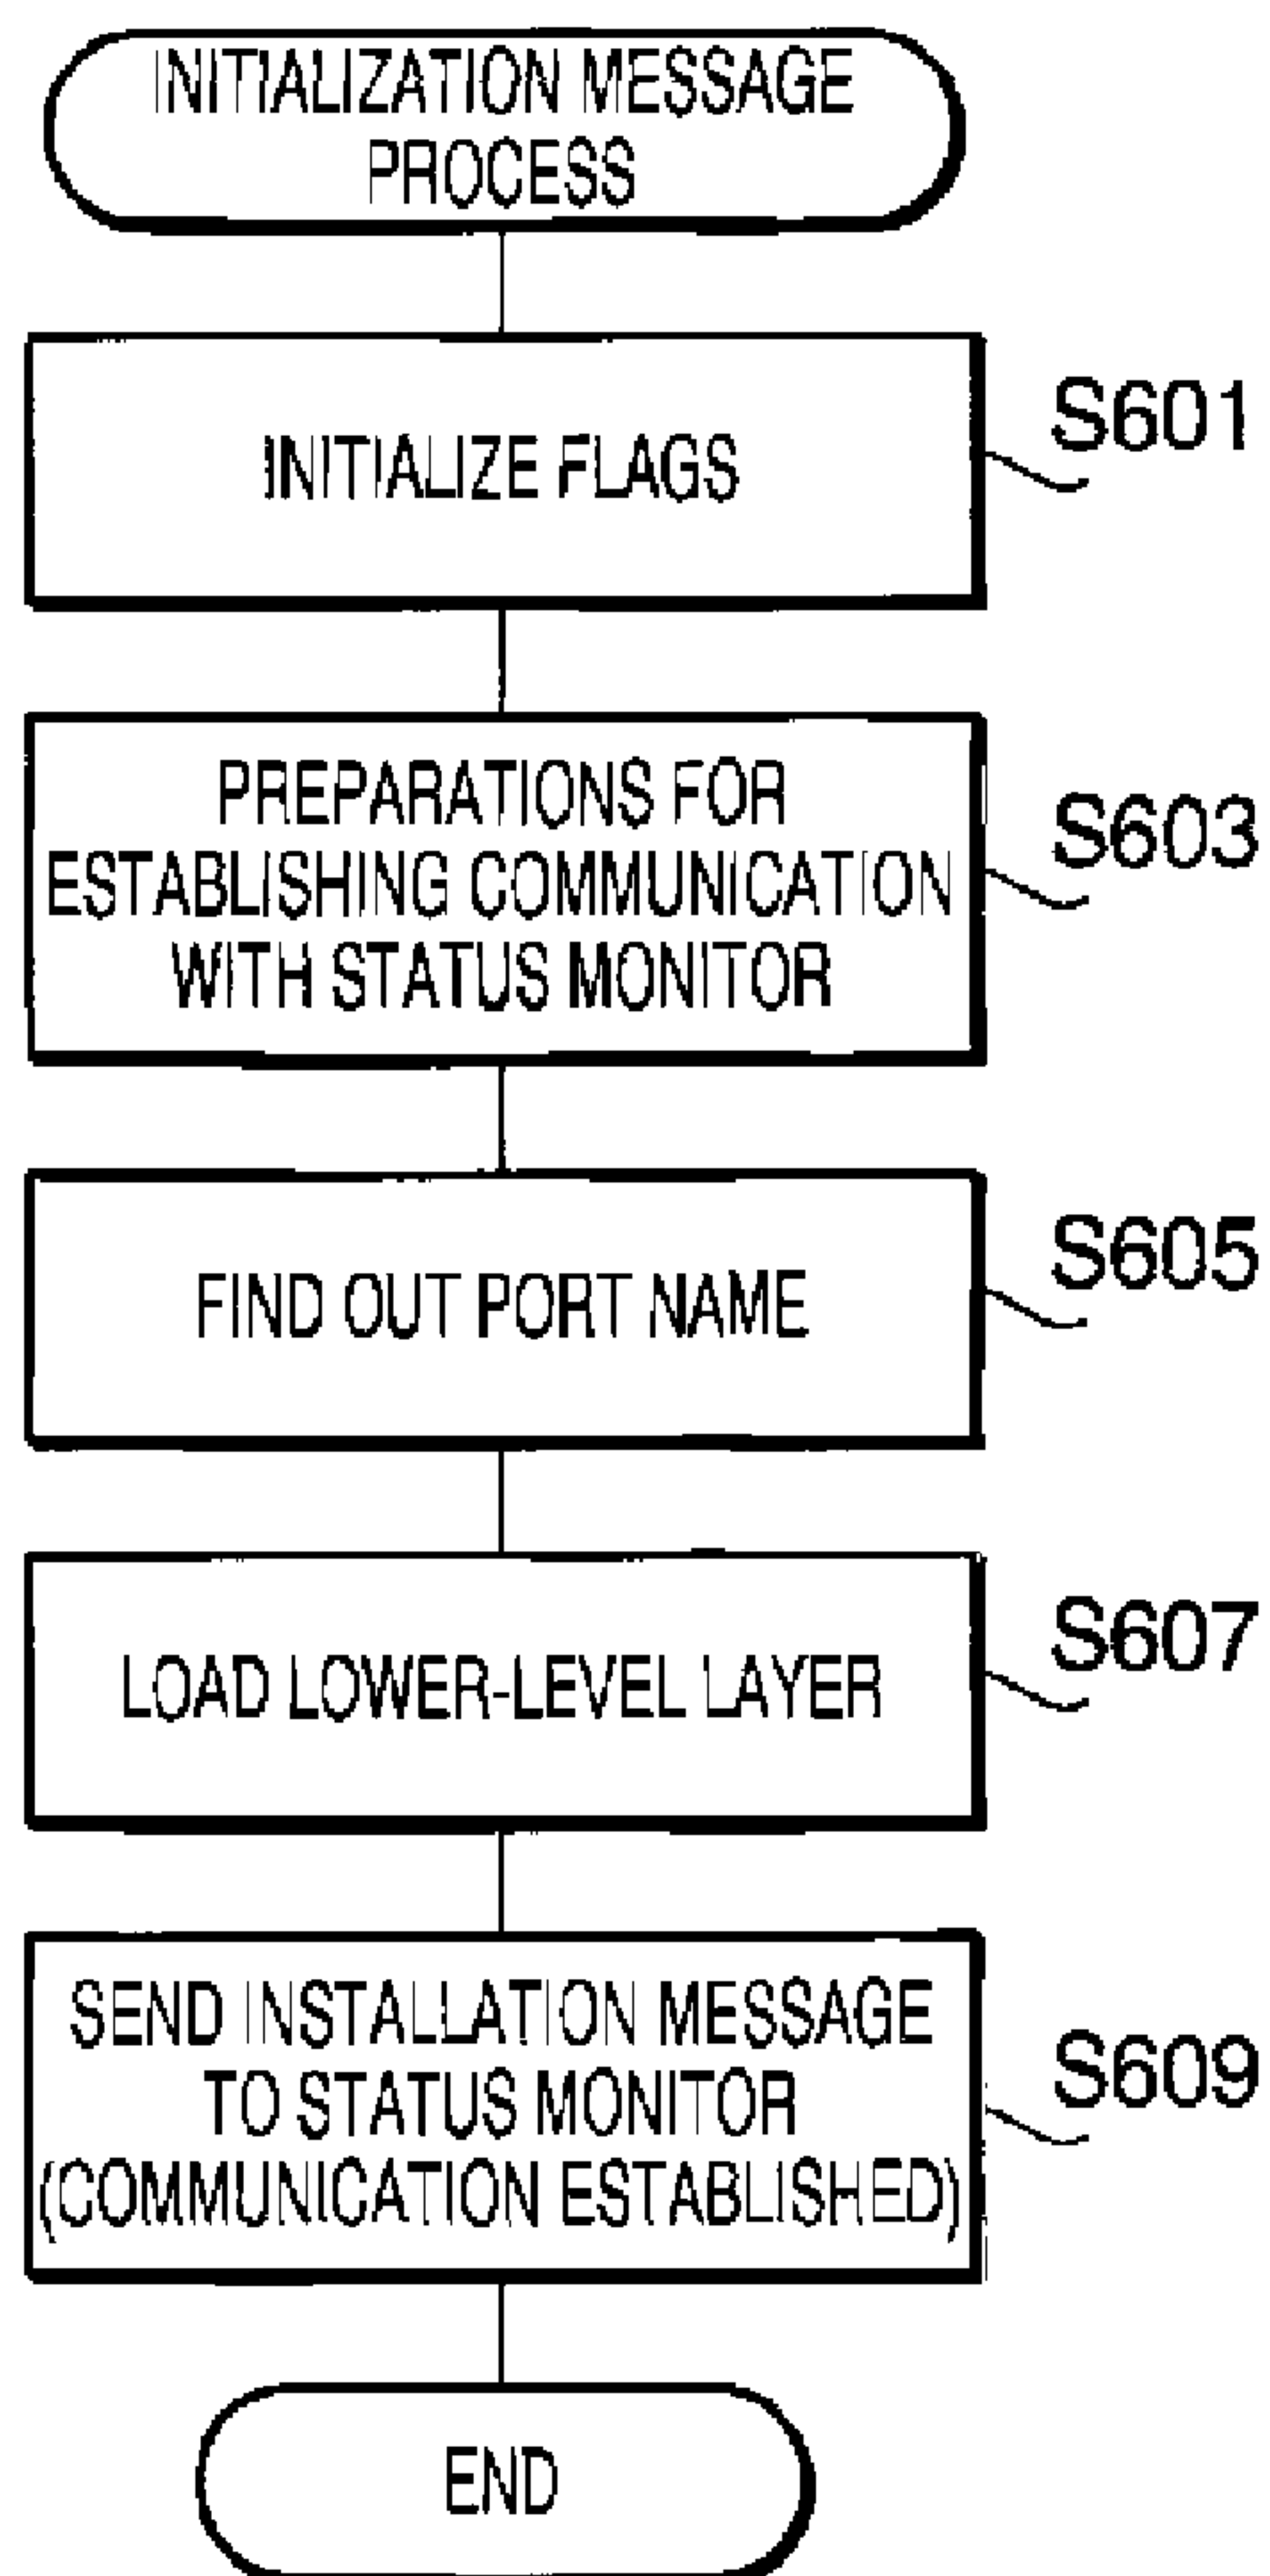 INITIALIZATION MESSAGE
PROCESS
INITIALIZE FLAGS
S601
PREPARATIONS FOR
ESTABLISHING COMMUNICATION
WITH STATUS MONITOR
S603
FIND OUT PORT NAME
S605
LOAD LOWER-LEVEL LAYER
S607
SEND INSTALLATION MESSAGE
TO STATUS MONITOR
(COMMUNICATION ESTABLISHED)
S609
END